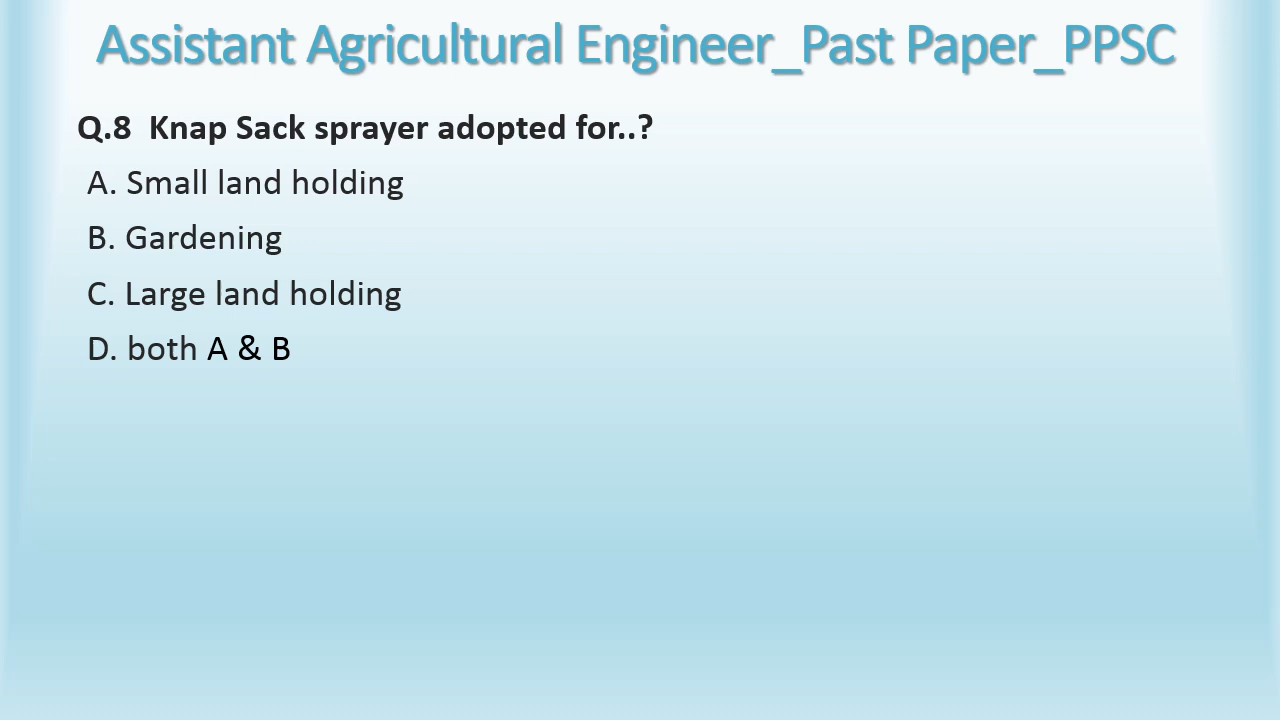 Assistant Agricultural Engineer_Past Paper_PPSC
Q.8  Knap Sack sprayer adopted for..?
A. Small land holding
B. Gardening
C. Large land holding
D. both A & B